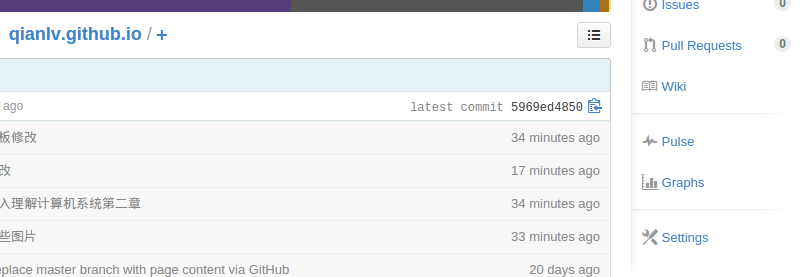 qianlv.github.io / +
ago
latest commit 5969ed4850
板修改
34 minutes ago
改
17 minutes ago
入理解计算机系统第二章
34 minutes ago
些图片
33 minutes ago
eplace master branch with page content via GitHub
20 days ago
Issues
0
Pull Requests
0
Wiki
Pulse
Graphs
Settings